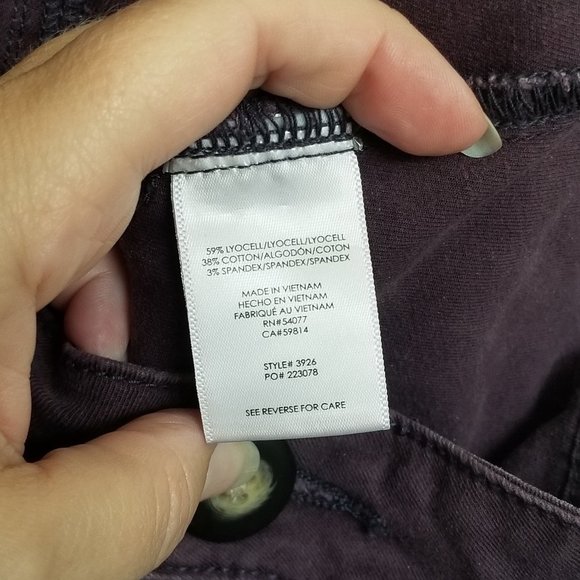 59% LYOCELL/LYOCELL/LYOCELL
38% COTTON/ALGODÓN/COTON
3% SPANDEX/SPANDEX/SPANDEX
MADE IN VIETNAM
HECHO EN VIETNAM
FABRIQUÉ AU VIETNAM
RN#54077
CA#59814
STYLE# 3926
PO# 223078
SEE REVERSE FOR CARE